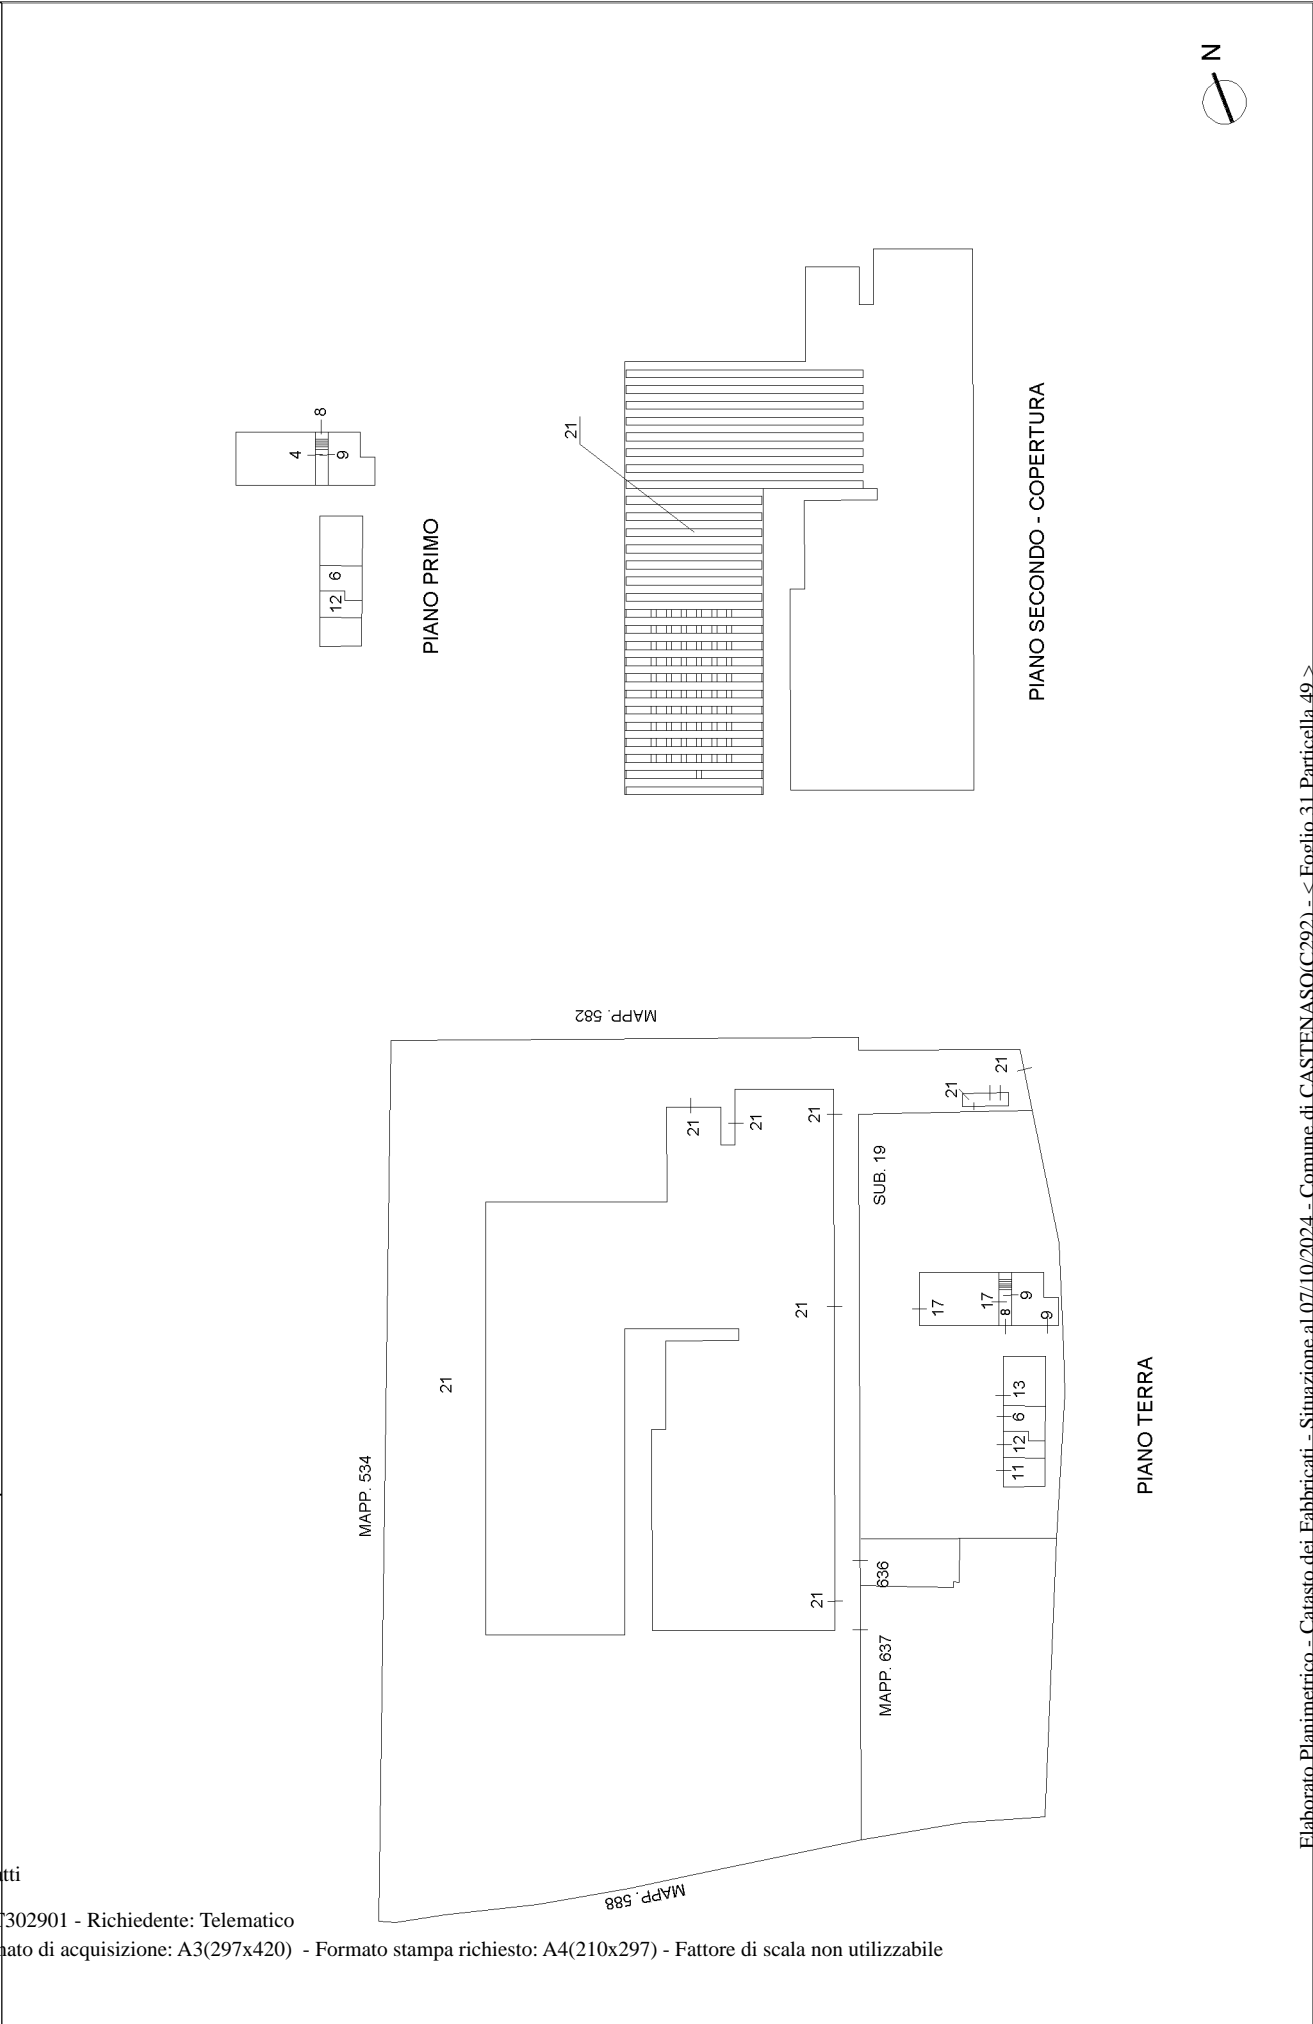 N
8
4
9
6
12
PIANO PRIMO
21
PIANO SECONDO - COPERTURA
MAPP. 582
21
21
21
21
21
SUB. 19
21
17
17
8
9
9
21
13
6
12
11
PIANO TERRA
MAPP. 534
636
21
MAPP. 637
MAPP. 588
Elaborato Planimetrico - Catasto dei Fabbricati - Situazione al 07/10/2024 - Comune di CASTENASO(C292) - < Foglio 31 Particella 49 >
tti
T302901 - Richiedente: Telematico
mato di acquisizione: A3(297x420) - Formato stampa richiesto: A4(210x297) - Fattore di scala non utilizzabile